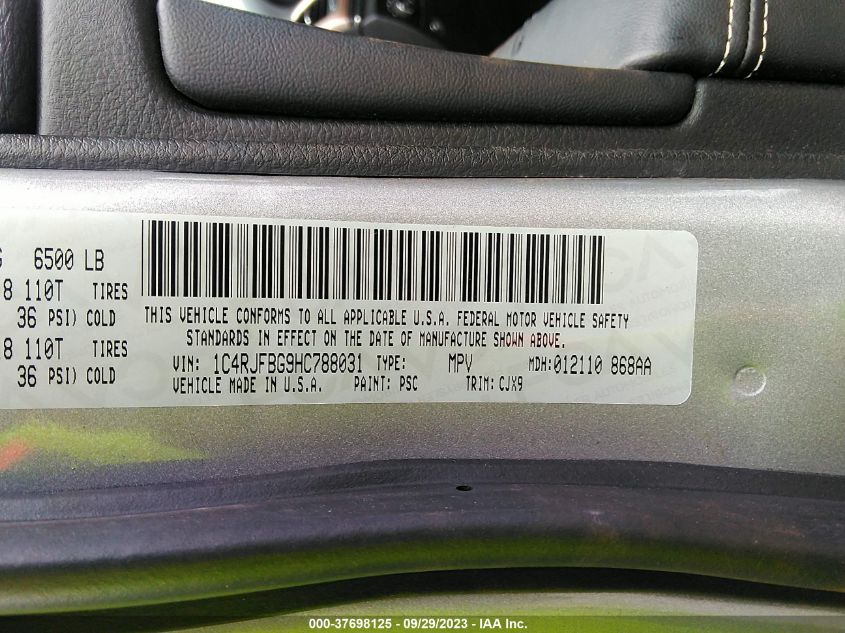 6500 LB
8 110T TIRES
36 PSI) COLD
8 110T TIRES
36 PSI) COLD
THIS VEHICLE CONFORMS TO ALL APPLICABLE U.S.A. FEDERAL MOTOR VEHICLE SAFETY
STANDARDS IN EFFECT ON THE DATE OF MANUFACTURE SHOWN ABOVE.
VIN: 1C4RJFBG9HC788031 TYPE: MPV MDH:012110 868AA
VEHICLE MADE IN U.S.A. PAINT: PSC TRIM:CJX9
000-37698125 - 09/29/2023 - IAA Inc.